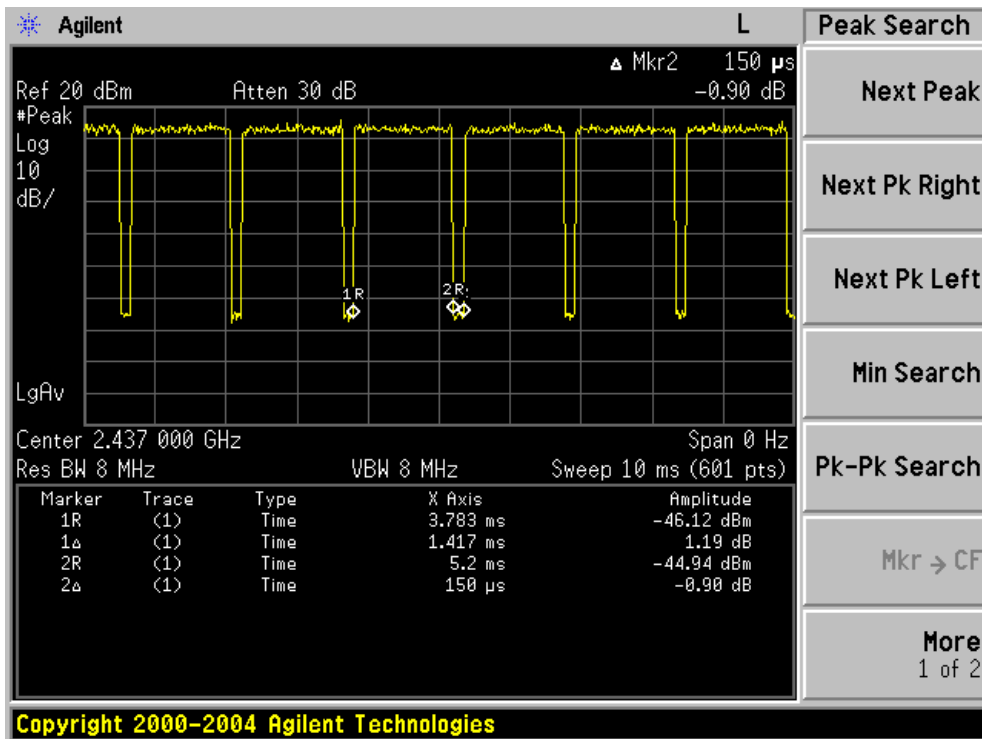 Agilent L
Peak Search
Δ Mkr2 150 µs
Ref 20 dBm Atten 30 dB -0.90 dB
#Peak
Log
10
dB/
1R
2R
LgAv
Center 2.437 000 GHz Span 0 Hz
Res BW 8 MHz VBW 8 MHz Sweep 10 ms (601 pts)
Marker Trace Type X Axis Amplitude
1R (1) Time 3.783 ms -46.12 dBm
1Δ (1) Time 1.417 ms 1.19 dB
2R (1) Time 5.2 ms -44.94 dBm
2Δ (1) Time 150 µs -0.90 dB
Next Peak
Next Pk Right
Next Pk Left
Min Search
Pk-Pk Search
Mkr → CF
More
1 of 2
Copyright 2000-2004 Agilent Technologies